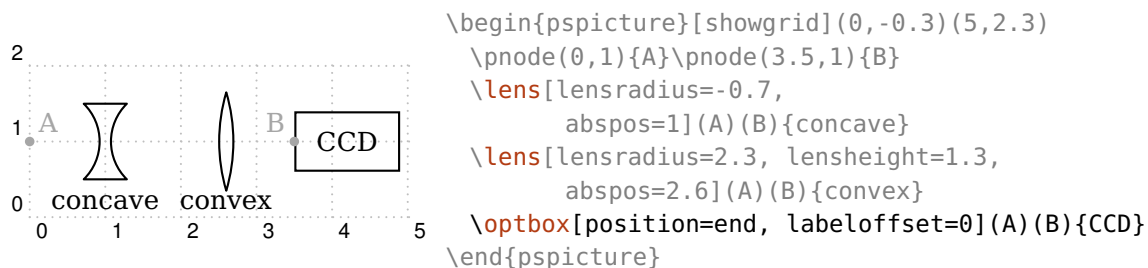 2
1
0
A
B
CCD
concave convex
0 1 2 3 4 5
\begin{pspicture}[showgrid](0,-0.3)(5,2.3)
\pnode(0,1){A}\pnode(3.5,1){B}
\lens[lensradius=-0.7,
abspos=1](A)(B){concave}
\lens[lensradius=2.3, lensheight=1.3,
abspos=2.6](A)(B){convex}
\optbox[position=end, labeloffset=0](A)(B){CCD}
\end{pspicture}